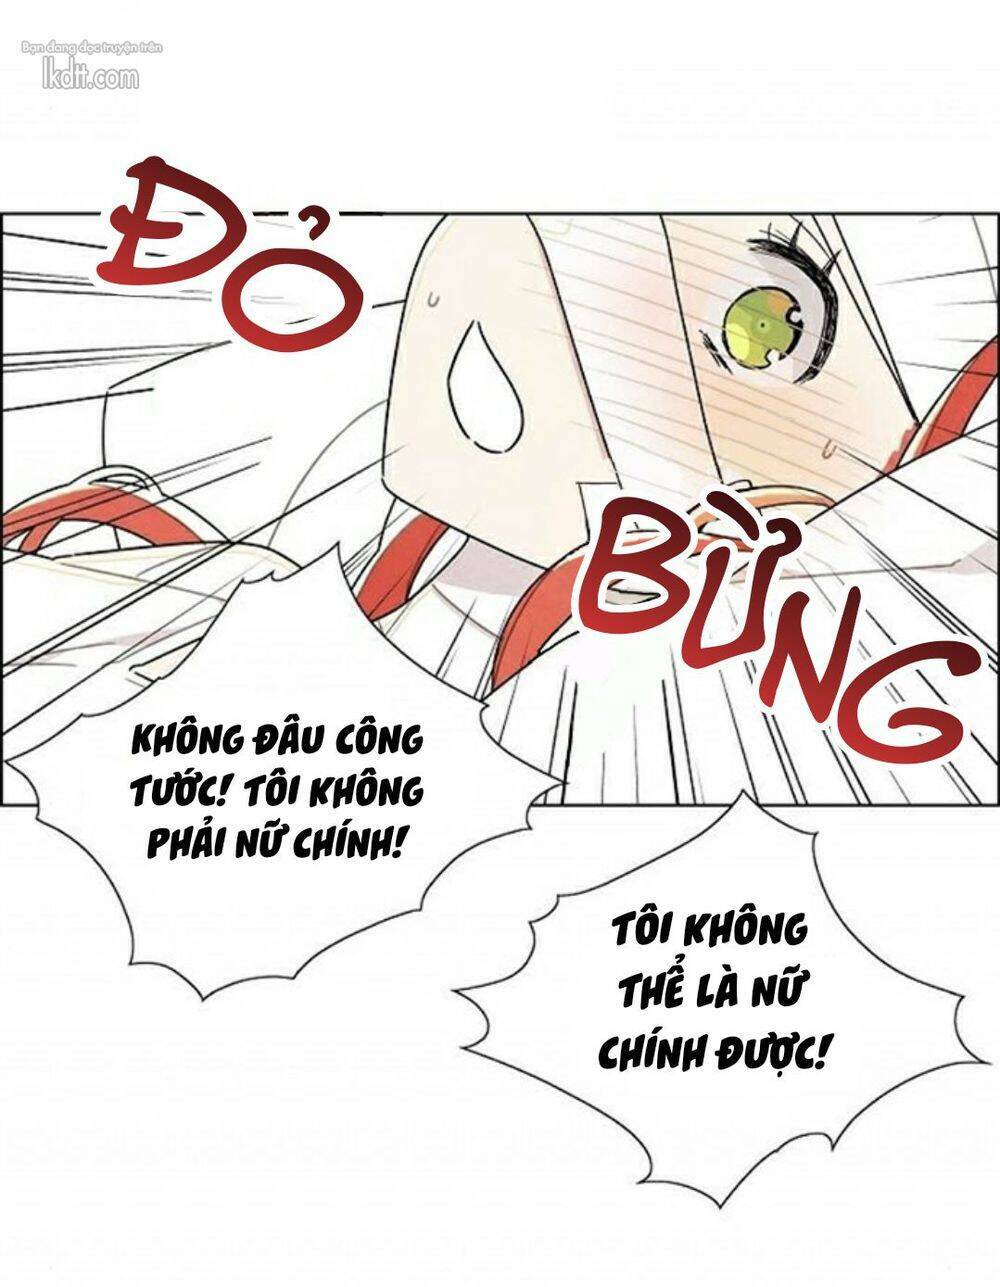 Bạn đang đọc truyện trên
lkdtt.com
ĐỎ
BỪNG
KHÔNG ĐÂU CÔNG
TƯỚC! TÔI KHÔNG
PHẢI NỮ CHÍNH!
TÔI KHÔNG
THỂ LÀ NỮ
CHÍNH ĐƯỢC!